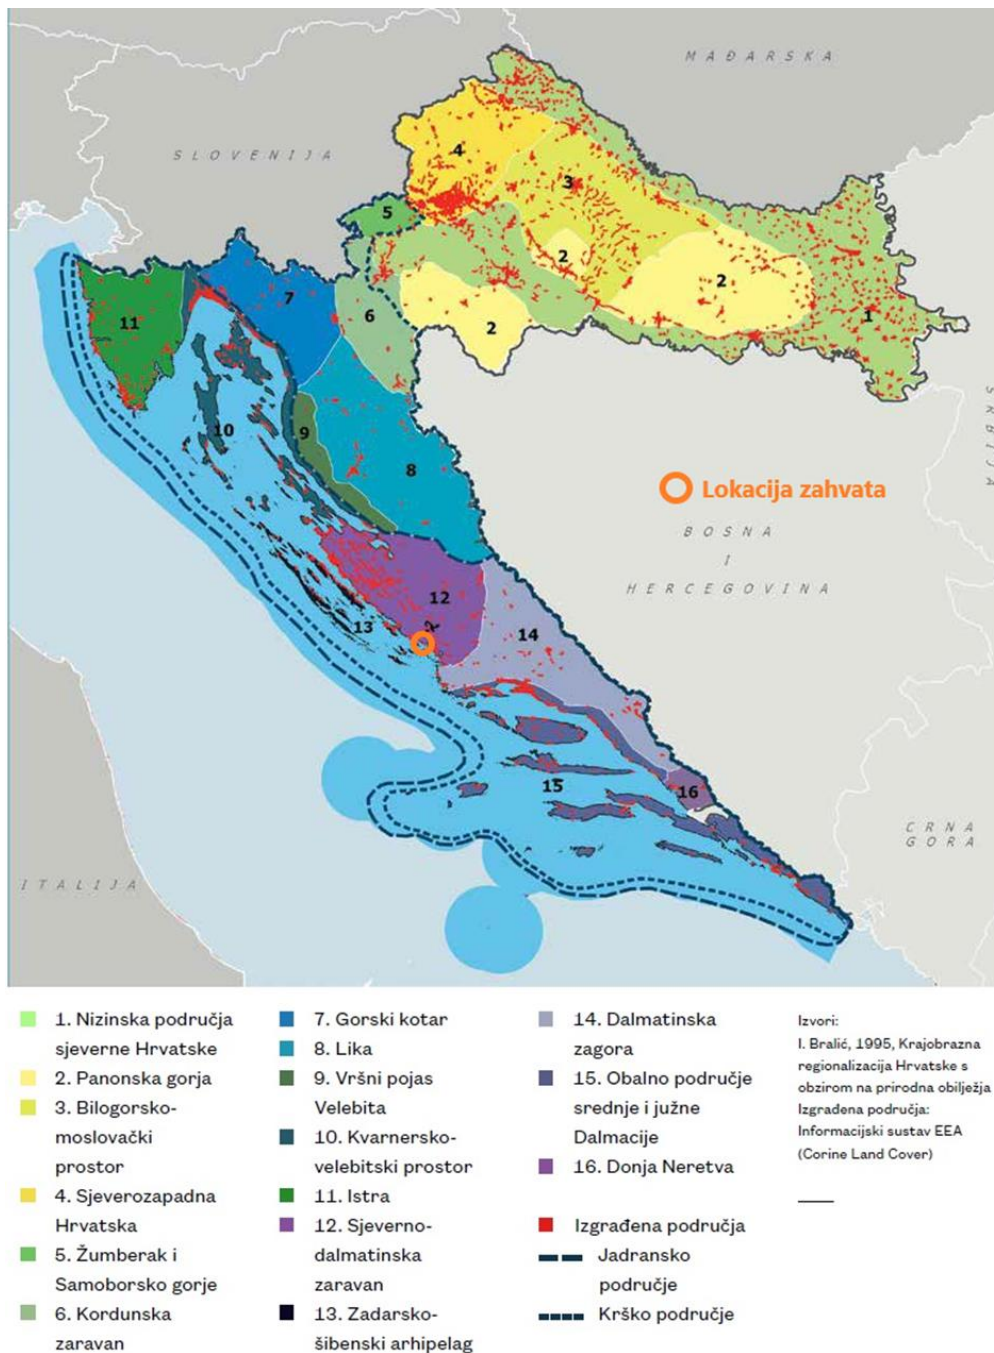 MAĐARSKA
SLOVENIJA
4
3
5
2
2
1
7
6
2
11
SRBIJA
10
9
8
Lokacija zahvata
BOSNA
I
HERCEGOVINA
12
13
14
15
16
CRNA
GORA
ITALIJA
1. Nizinska područja
sjeverne Hrvatske
2. Panonska gorja
3. Bilogorsko-
moslovački
prostor
4. Sjeverozapadna
Hrvatska
5. Žumberak i
Samoborsko gorje
6. Kordunska
zaravan
7. Gorski kotar
8. Lika
9. Vršni pojas
Velebita
10. Kvarnersko-
velebitski prostor
11. Istra
12. Sjeverno-
dalmatinska
zaravan
13. Zadarsko-
šibenski arhipelag
14. Dalmatinska
zagora
15. Obalno područje
srednje i južne
Dalmacije
16. Donja Neretva
Izgrađena područja
Jadransko
područje
Krško područje
Izvori:
I. Bralić, 1995, Krajobrazna
regionalizacija Hrvatske s
obzirom na prirodna obilježja
Izgrađena područja:
Informacijski sustav EEA
(Corine Land Cover)